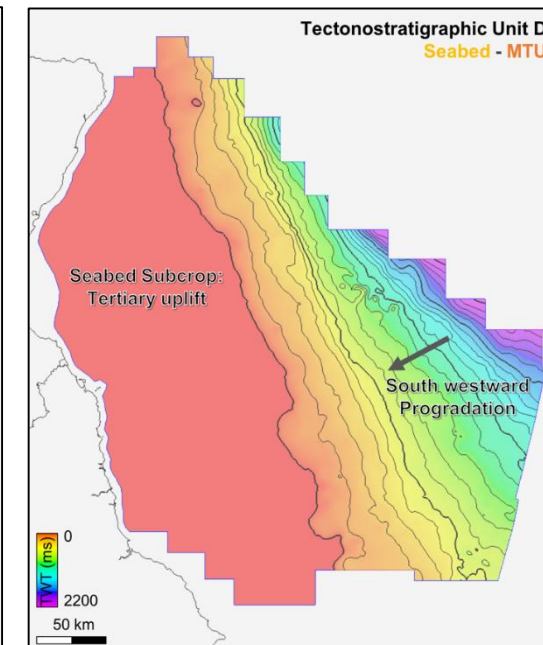 Tectonostratigraphic Unit D
Seabed - MTU
Seabed Subcrop:
Tertiary uplift
South westward
Progradation
TWT (ms)
0
2200
50 km